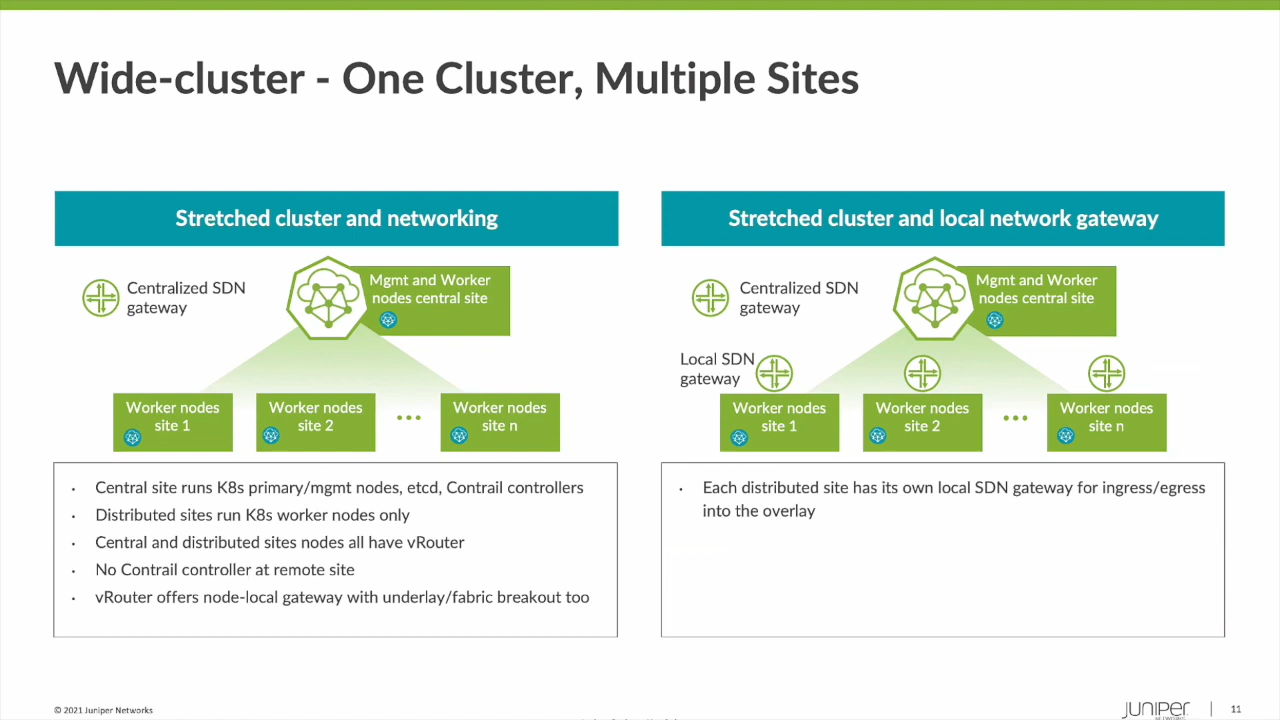 Wide-cluster - One Cluster, Multiple Sites
Stretched cluster and networking
Centralized SDN
gateway
Mgmt and Worker
nodes central site
Worker nodes
site 1
Worker nodes
site 2
Worker nodes
site n
· Central site runs K8s primary/mgmt nodes, etcd, Contrail controllers
· Distributed sites run K8s worker nodes only
· Central and distributed sites nodes all have vRouter
· No Contrail controller at remote site
· vRouter offers node-local gateway with underlay/fabric breakout too
Stretched cluster and local network gateway
Centralized SDN
gateway
Mgmt and Worker
nodes central site
Local SDN
gateway
Worker nodes
site 1
Worker nodes
site 2
Worker nodes
site n
· Each distributed site has its own local SDN gateway for ingress/egress
into the overlay
© 2021 Juniper Networks
JUNIPER
NETWORKS
11